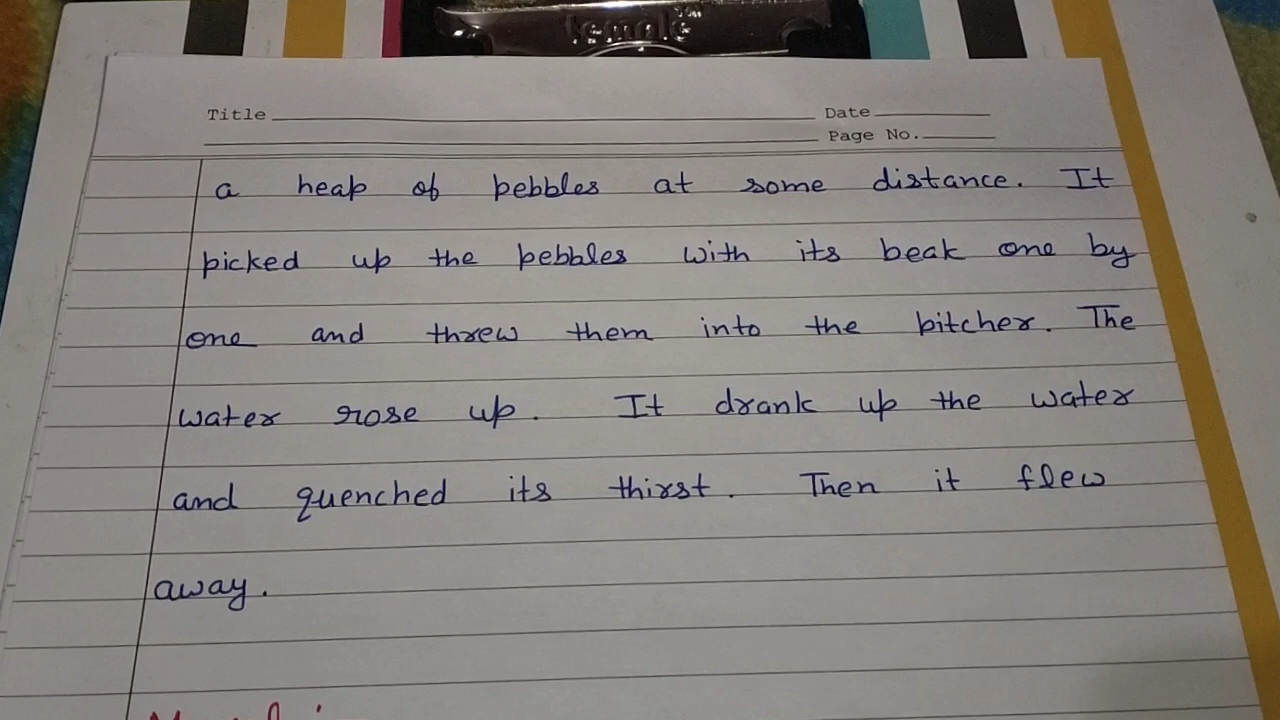 Title
Date
Page No.
a heap of pebbles at some distance. It
picked up the pebbles with its beak one by
one and threw them into the pitcher. The
water rose up. It drank up the water
and quenched its thirst. Then it flew
away.